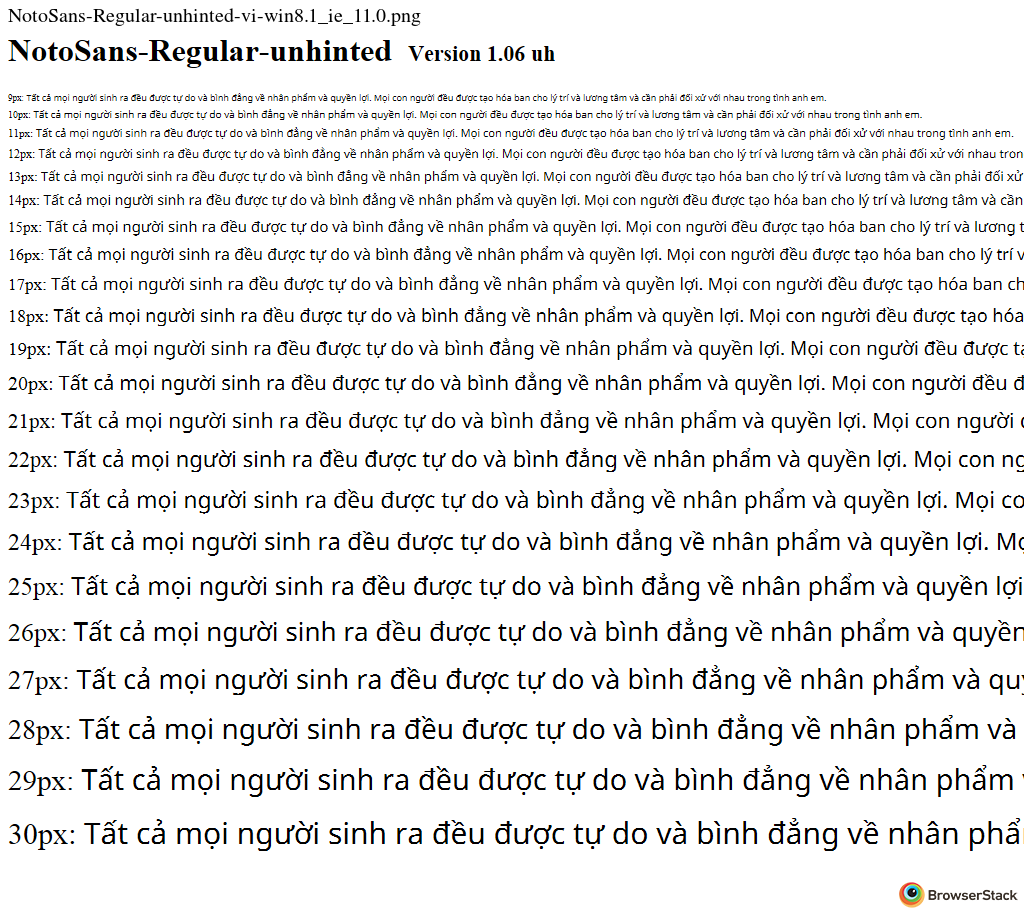 NotoSans-Regular-unhinted-vi-win8.1_ie_11.0.png
NotoSans-Regular-unhinted Version 1.06 uh
9px: Tất cả mọi người sinh ra đều được tự do và bình đẳng về nhân phẩm và quyền lợi. Mọi con người đều được tạo hóa ban cho lý trí và lương tâm và cần phải đối xử với nhau trong tình anh em.
10px: Tất cả mọi người sinh ra đều được tự do và bình đẳng về nhân phẩm và quyền lợi. Mọi con người đều được tạo hóa ban cho lý trí và lương tâm và cần phải đối xử với nhau trong tình anh em.
11px: Tất cả mọi người sinh ra đều được tự do và bình đẳng về nhân phẩm và quyền lợi. Mọi con người đều được tạo hóa ban cho lý trí và lương tâm và cần phải đối xử với nhau trong tình anh em.
12px: Tất cả mọi người sinh ra đều được tự do và bình đẳng về nhân phẩm và quyền lợi. Mọi con người đều được tạo hóa ban cho lý trí và lương tâm và cần phải đối xử với nhau tron
13px: Tất cả mọi người sinh ra đều được tự do và bình đẳng về nhân phẩm và quyền lợi. Mọi con người đều được tạo hóa ban cho lý trí và lương tâm và cần phải đối xử
14px: Tất cả mọi người sinh ra đều được tự do và bình đẳng về nhân phẩm và quyền lợi. Mọi con người đều được tạo hóa ban cho lý trí và lương tâm và cần
15px: Tất cả mọi người sinh ra đều được tự do và bình đẳng về nhân phẩm và quyền lợi. Mọi con người đều được tạo hóa ban cho lý trí và lương t
16px: Tất cả mọi người sinh ra đều được tự do và bình đẳng về nhân phẩm và quyền lợi. Mọi con người đều được tạo hóa ban cho lý trí v
17px: Tất cả mọi người sinh ra đều được tự do và bình đẳng về nhân phẩm và quyền lợi. Mọi con người đều được tạo hóa ban ch
18px: Tất cả mọi người sinh ra đều được tự do và bình đẳng về nhân phẩm và quyền lợi. Mọi con người đều được tạo hóa
19px: Tất cả mọi người sinh ra đều được tự do và bình đẳng về nhân phẩm và quyền lợi. Mọi con người đều được tạ
20px: Tất cả mọi người sinh ra đều được tự do và bình đẳng về nhân phẩm và quyền lợi. Mọi con người đều đ
21px: Tất cả mọi người sinh ra đều được tự do và bình đẳng về nhân phẩm và quyền lợi. Mọi con người
22px: Tất cả mọi người sinh ra đều được tự do và bình đẳng về nhân phẩm và quyền lợi. Mọi con ng
23px: Tất cả mọi người sinh ra đều được tự do và bình đẳng về nhân phẩm và quyền lợi. Mọi co
24px: Tất cả mọi người sinh ra đều được tự do và bình đẳng về nhân phẩm và quyền lợi. Mọ
25px: Tất cả mọi người sinh ra đều được tự do và bình đẳng về nhân phẩm và quyền lợi
26px: Tất cả mọi người sinh ra đều được tự do và bình đẳng về nhân phẩm và quyền
27px: Tất cả mọi người sinh ra đều được tự do và bình đẳng về nhân phẩm và quy
28px: Tất cả mọi người sinh ra đều được tự do và bình đẳng về nhân phẩm và
29px: Tất cả mọi người sinh ra đều được tự do và bình đẳng về nhân phẩm
30px: Tất cả mọi người sinh ra đều được tự do và bình đẳng về nhân phẩ
BrowserStack